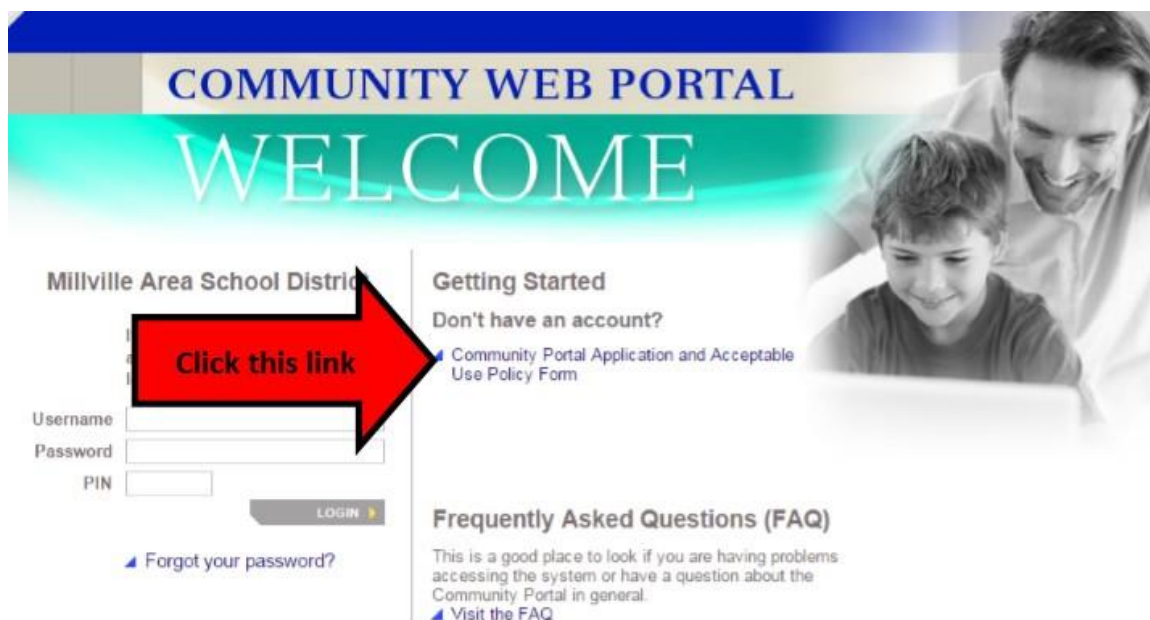 COMMUNITY WEB PORTAL
WELCOME
Millville Area School District
Click this link
Username
Password
PIN
LOGIN
Forgot your password?
Getting Started
Don't have an account?
Community Portal Application and Acceptable
Use Policy Form
Frequently Asked Questions (FAQ)
This is a good place to look if you are having problems
accessing the system or have a question about the
Community Portal in general.
Visit the FAQ